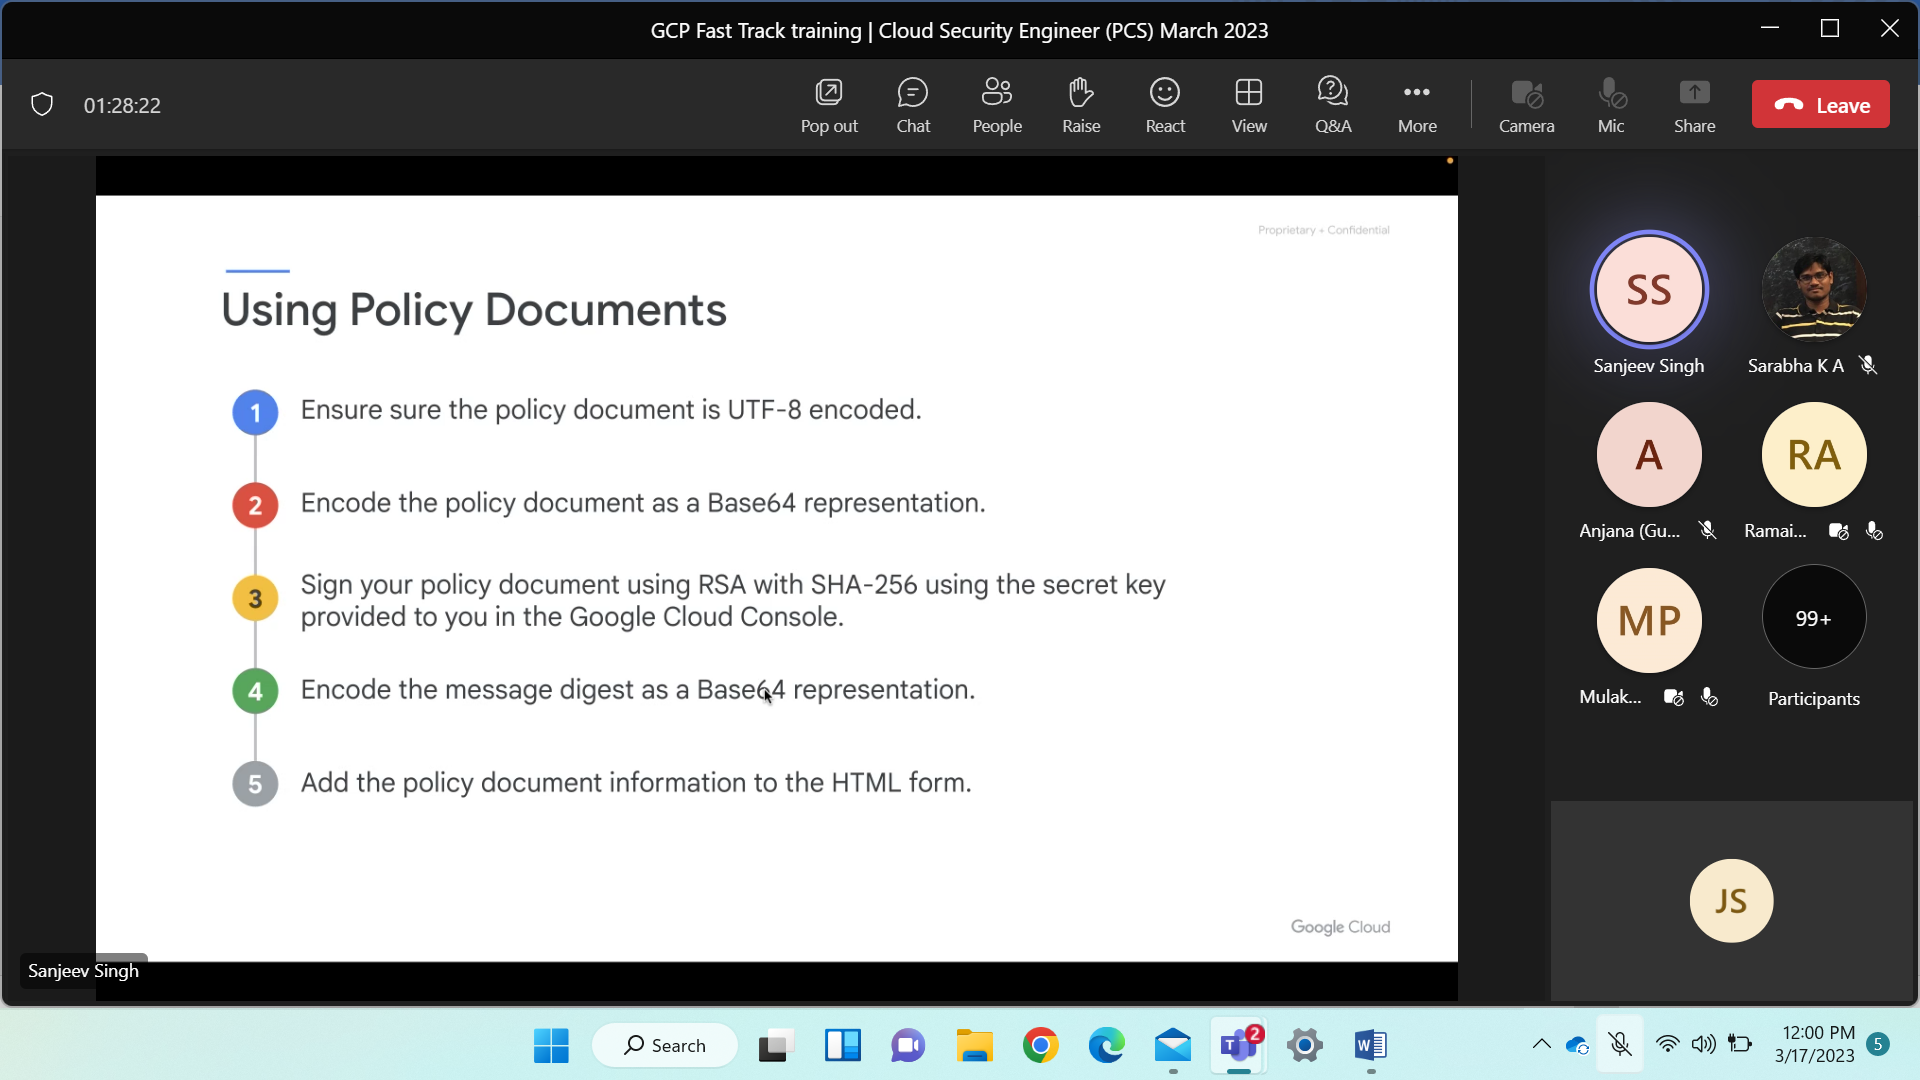 GCP Fast Track training | Cloud Security Engineer (PCS) March 2023
01:28:22
Pop out
Chat
People
Raise
React
View
Q&A
More
Camera
Mic
Share
Leave
Proprietary + Confidential
Using Policy Documents
1 Ensure sure the policy document is UTF-8 encoded.
2 Encode the policy document as a Base64 representation.
3 Sign your policy document using RSA with SHA-256 using the secret key
provided to you in the Google Cloud Console.
4 Encode the message digest as a Base64 representation.
5 Add the policy document information to the HTML form.
Google Cloud
Sanjeev Singh
SS
Sanjeev Singh
Sarabha K A
A
Anjana (Gu...
RA
Ramai...
MP
Mulak...
99+
Participants
JS
Search
2
12:00 PM
3/17/2023
5